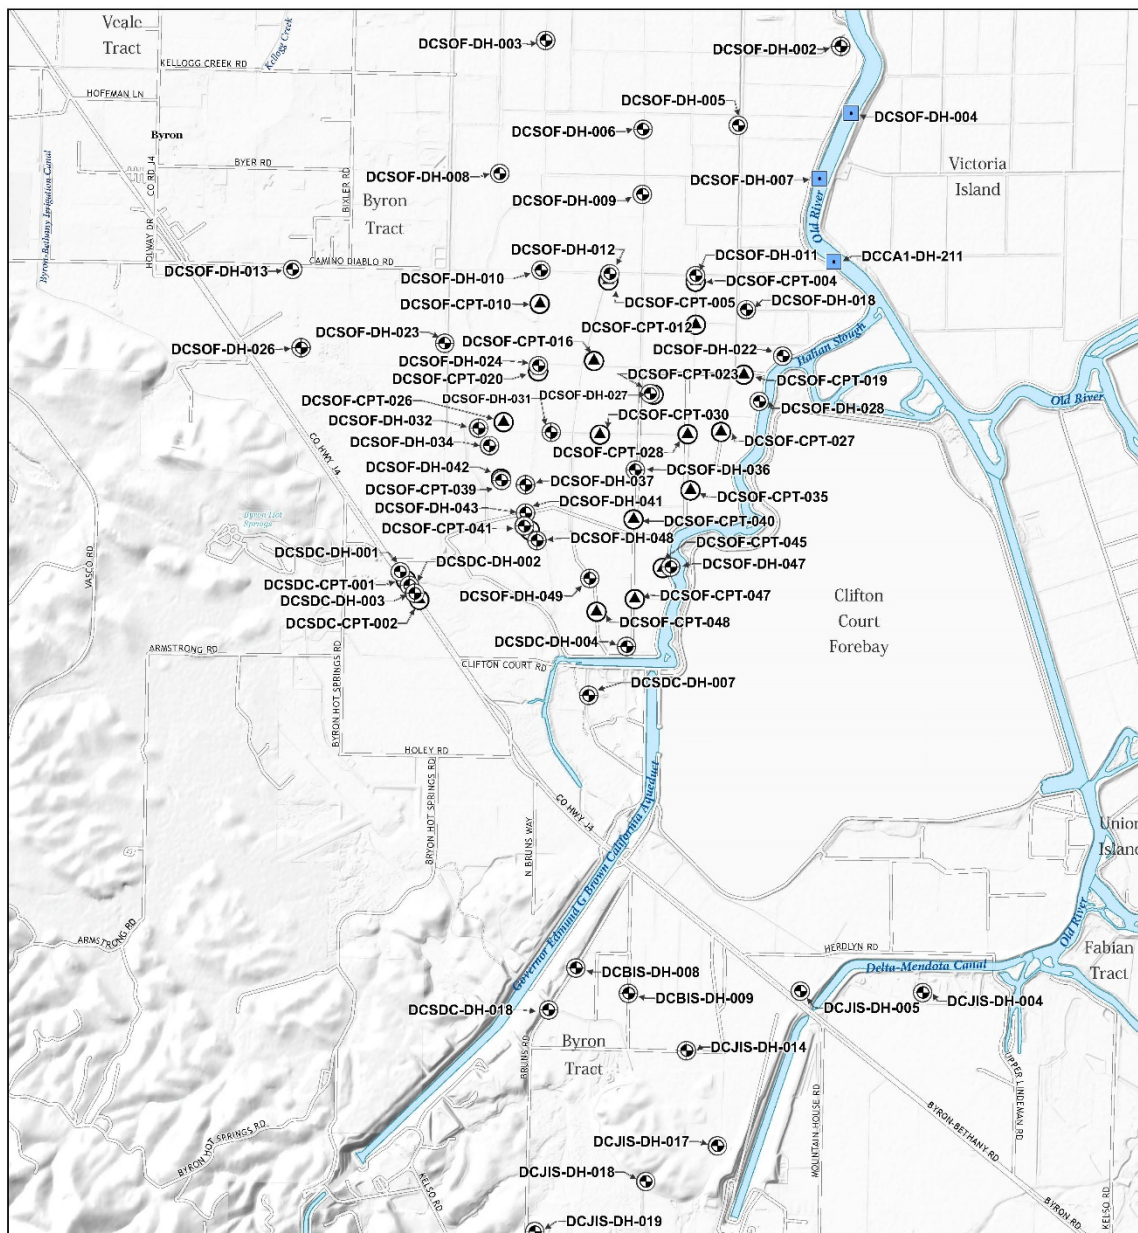 Veale
Tract
Kellogg Creek
DCSOF-DH-003
DCSOF-DH-002
KELLOGG CREEK RD
HOFFMAN LN
DCSOF-DH-005
DCSOF-DH-004
Byron
CO RD J4
DCSOF-DH-006
BYER RD
Victoria
Island
DCSOF-DH-008
DCSOF-DH-007
BIXLER RD
Byron
Tract
DCSOF-DH-009
Old River
Byron-Bethany Irrigation Canal
HOLWAY DR
DCSOF-DH-012
DCSOF-DH-011
DCCA1-DH-211
CAMINO DIABLO RD
DCSOF-DH-013
DCSOF-DH-010
DCSOF-CPT-004
DCSOF-CPT-010
DCSOF-CPT-005
DCSOF-DH-018
DCSOF-CPT-012
DCSOF-DH-023
DCSOF-CPT-016
Italian Slough
DCSOF-DH-026
DCSOF-DH-022
DCSOF-DH-024
DCSOF-CPT-023
DCSOF-CPT-020
DCSOF-CPT-019
DCSOF-DH-031
DCSOF-DH-027
Old River
DCSOF-CPT-026
DCSOF-DH-028
DCSOF-CPT-030
DCSOF-DH-032
DCSOF-CPT-027
DCSOF-DH-034
DCSOF-CPT-028
CO HWY J4
DCSOF-DH-036
DCSOF-DH-042
DCSOF-DH-037
DCSOF-CPT-039
DCSOF-CPT-035
DCSOF-DH-041
DCSOF-DH-043
Byron Hot
Springs
DCSOF-CPT-040
DCSOF-CPT-041
DCSOF-DH-048
DCSOF-CPT-045
VASCO RD
DCSDC-DH-001
DCSDC-DH-002
DCSOF-DH-047
DCSDC-CPT-001
DCSOF-DH-049
DCSDC-DH-003
DCSOF-CPT-047
Clifton
Court
Forebay
DCSDC-CPT-002
DCSOF-CPT-048
DCSDC-DH-004
ARMSTRONG RD
CLIFTON COURT RD
BYRON HOT SPRINGS RD
DCSDC-DH-007
HOLEY RD
BRYON HOT SPRINGS RD
CO HWY J4
N BRUNS WAY
Governor Edmund G Brown California Aqueduct
Union
Island
ARMSTRONG RD
HERDLYN RD
Old River
Fabian
Tract
Delta-Mendota Canal
DCBIS-DH-008
DCBIS-DH-009
DCJIS-DH-004
DCSDC-DH-018
DCJIS-DH-005
BRUNS RD
Byron
Tract
DCJIS-DH-014
UPPER LINDEMAN RD
MOUNTAIN HOUSE RD
BYRON-BETHANY RD
BYRON HOT SPRINGS RD
DCJIS-DH-017
KELSO RD
DCJIS-DH-018
BYRON RD
KELSO RD
DCJIS-DH-019